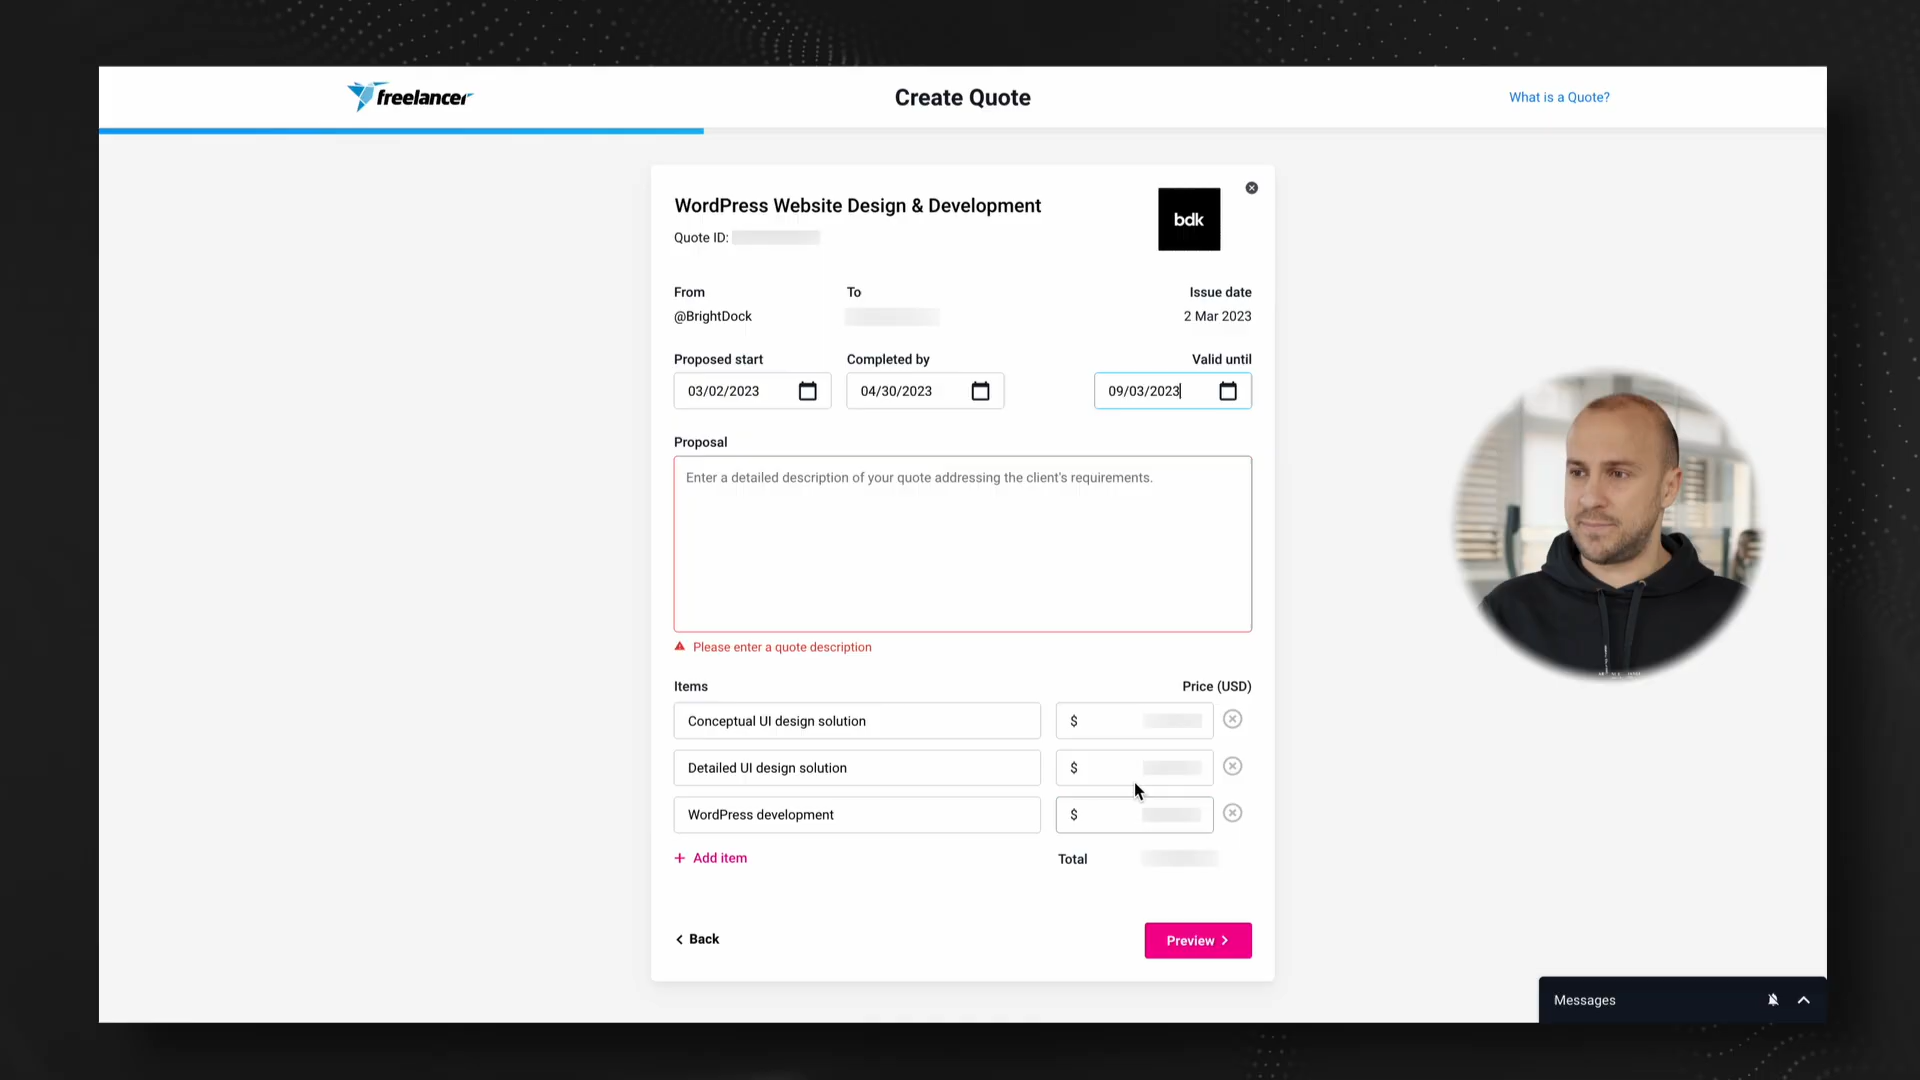 freelancer
Create Quote
What is a Quote?
WordPress Website Design & Development
bdk
Quote ID:
From
To
Issue date
@BrightDock
2 Mar 2023
Proposed start
Completed by
Valid until
03/02/2023
04/30/2023
09/03/2023
Proposal
Enter a detailed description of your quote addressing the client's requirements.
Please enter a quote description
Items
Price (USD)
Conceptual UI design solution
$
Detailed UI design solution
$
WordPress development
$
+ Add item
Total
Back
Preview
Messages